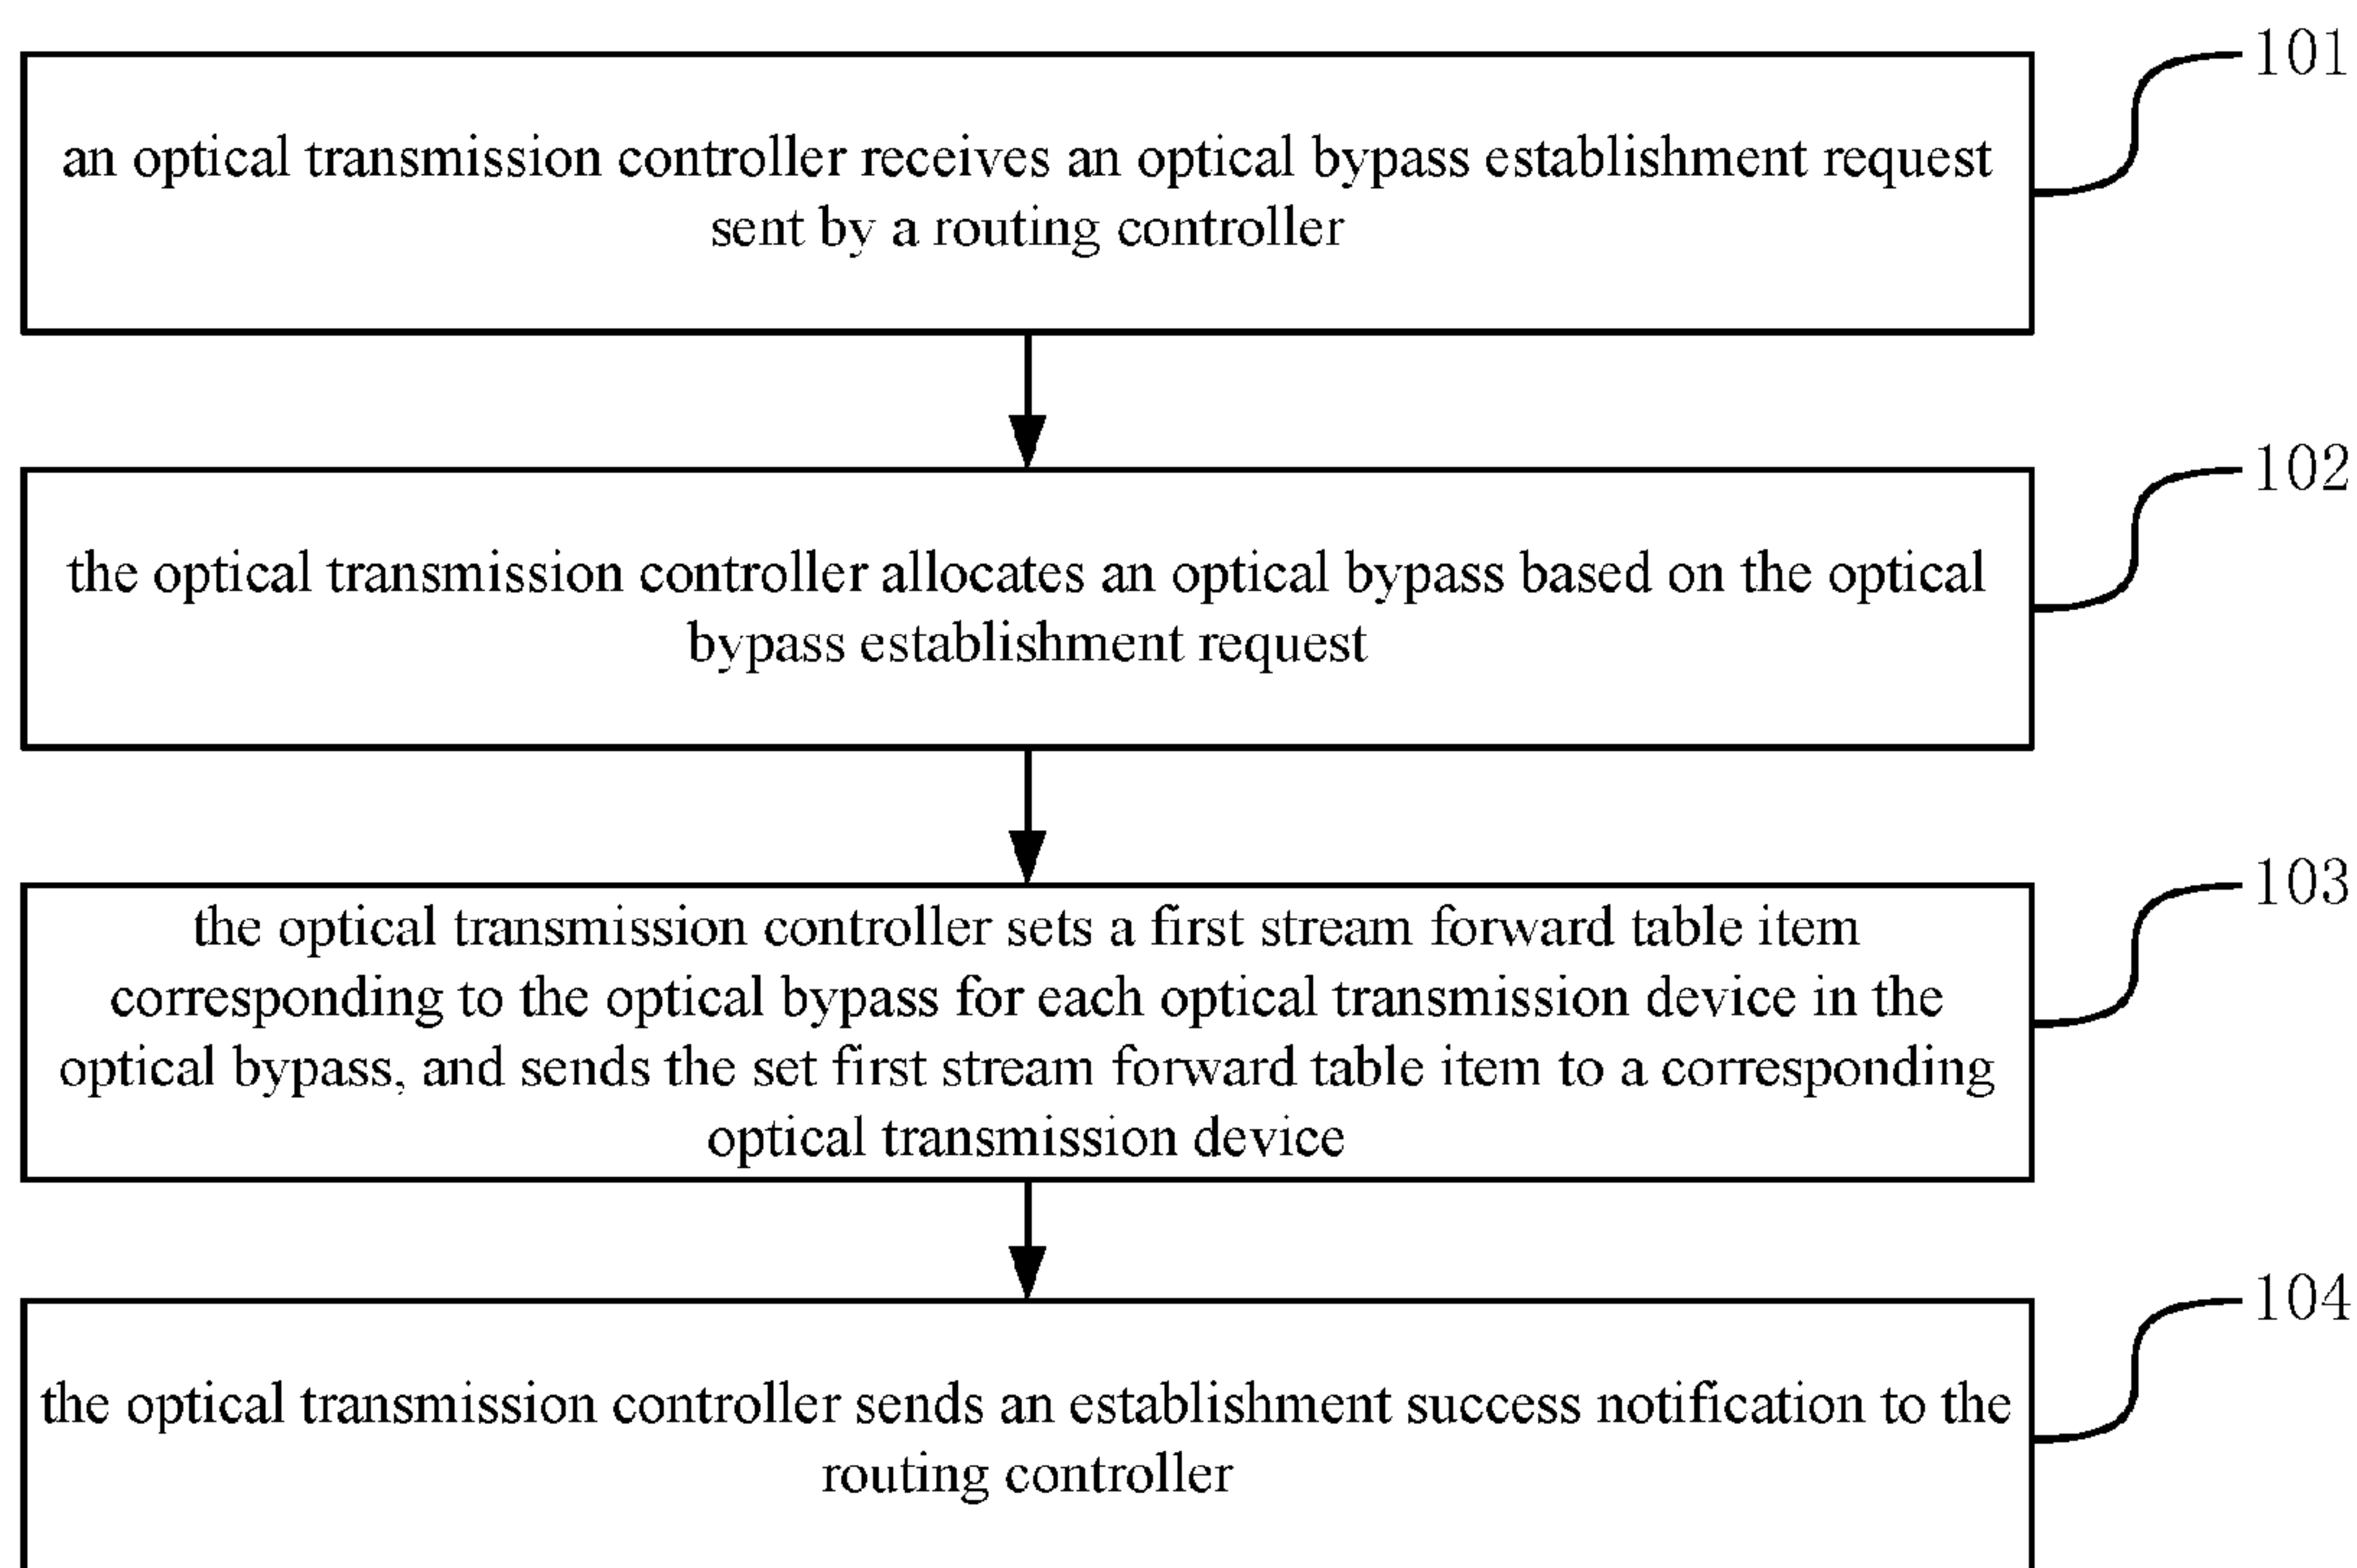 101
an optical transmission controller receives an optical bypass establishment request
sent by a routing controller
102
the optical transmission controller allocates an optical bypass based on the optical
bypass establishment request
103
the optical transmission controller sets a first stream forward table item
corresponding to the optical bypass for each optical transmission device in the
optical bypass, and sends the set first stream forward table item to a corresponding
optical transmission device
104
the optical transmission controller sends an establishment success notification to the
routing controller